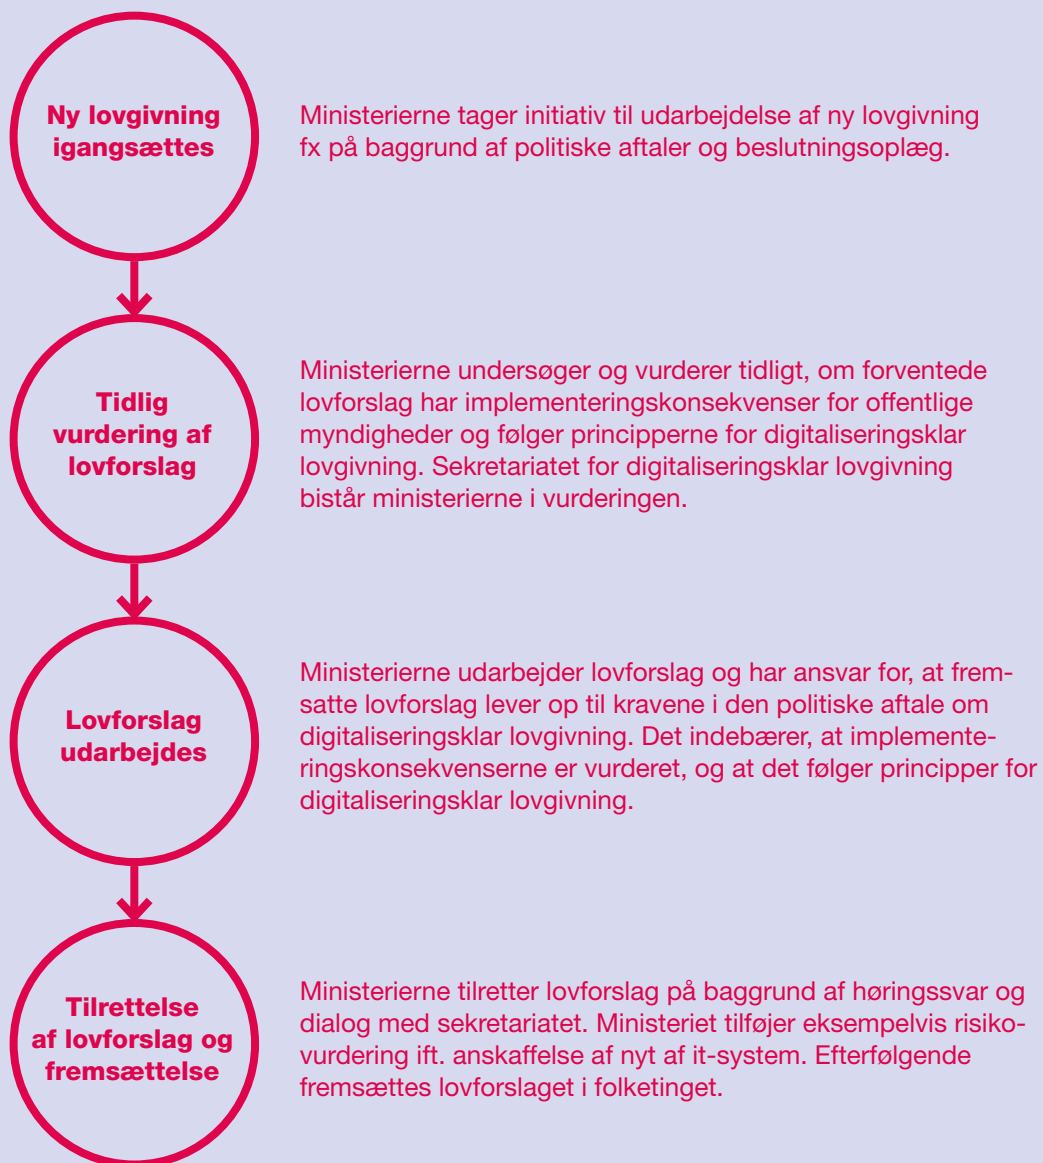 Ny lovgivning
igangsættes
Ministerierne tager initiativ til udarbejdelse af ny lovgivning
fx på baggrund af politiske aftaler og beslutningsoplæg.
Tidlig
vurdering af
lovforslag
Ministerierne undersøger og vurderer tidligt, om forventede
lovforslag har implementeringskonsekvenser for offentlige
myndigheder og følger principperne for digitaliseringsklar
lovgivning. Sekretariatet for digitaliseringsklar lovgivning
bistår ministerierne i vurderingen.
Lovforslag
udarbejdes
Ministerierne udarbejder lovforslag og har ansvar for, at frem-
satte lovforslag lever op til kravene i den politiske aftale om
digitaliseringsklar lovgivning. Det indebærer, at implemente-
ringskonsekvenserne er vurderet, og at det følger principper for
digitaliseringsklar lovgivning.
Tilrettelse
af lovforslag og
fremsættelse
Ministerierne tilretter lovforslag på baggrund af høringssvar og
dialog med sekretariatet. Ministeriet tilføjer eksempelvis risiko-
vurdering ift. anskaffelse af nyt af it-system. Efterfølgende
fremsættes lovforslaget i folketinget.